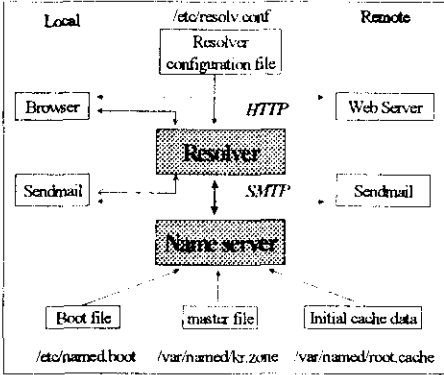 Local /etc/resolv.conf Remote
Resolver
configuration file
Browser HTTP Web Server
Resolver
Sendmail SMTP Sendmail
Name server
Boot file master file Initial cache data
/etc/named.boot /var/named/kr.zone /var/named/root.cache